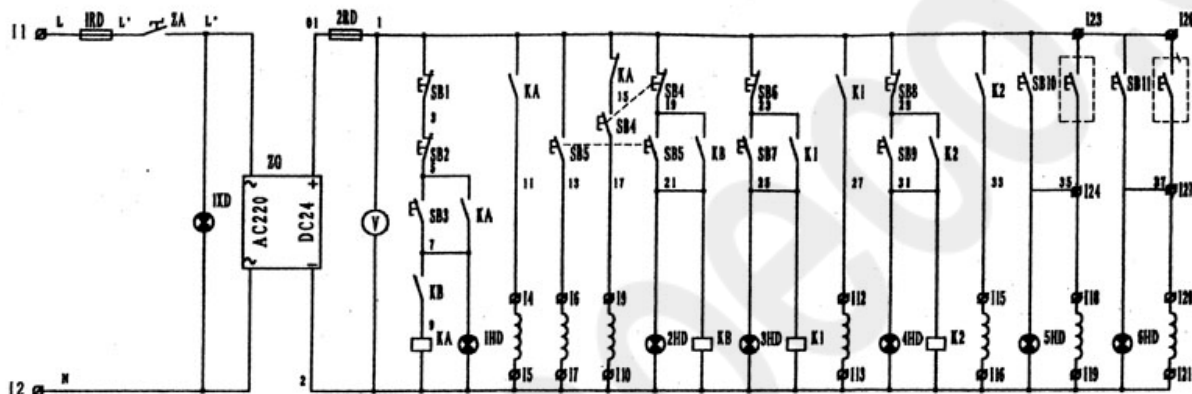 I1 L 1RD L' ZA L" 01 2RD 1 I23 I26
KA SB1 KA SB4 SB6 K1 SB8 K2 SB10 SB11
15 19 23 29
3 SB4
SB2 SB5 SB5 KB SB7 K1 SB9 K2
5
ZG 11 13 17 21 25 27 31 33 35 I24 37 I27
1XD AC220 DC24 + − V SB3 KA
7
KB I4 I6 I9 I12 I15 I18 I20
9
KA 1HD 2HD KB 3HD K1 4HD K2 5HD 6HD
I2 N 2 I5 I7 I10 I13 I16 I19 I21